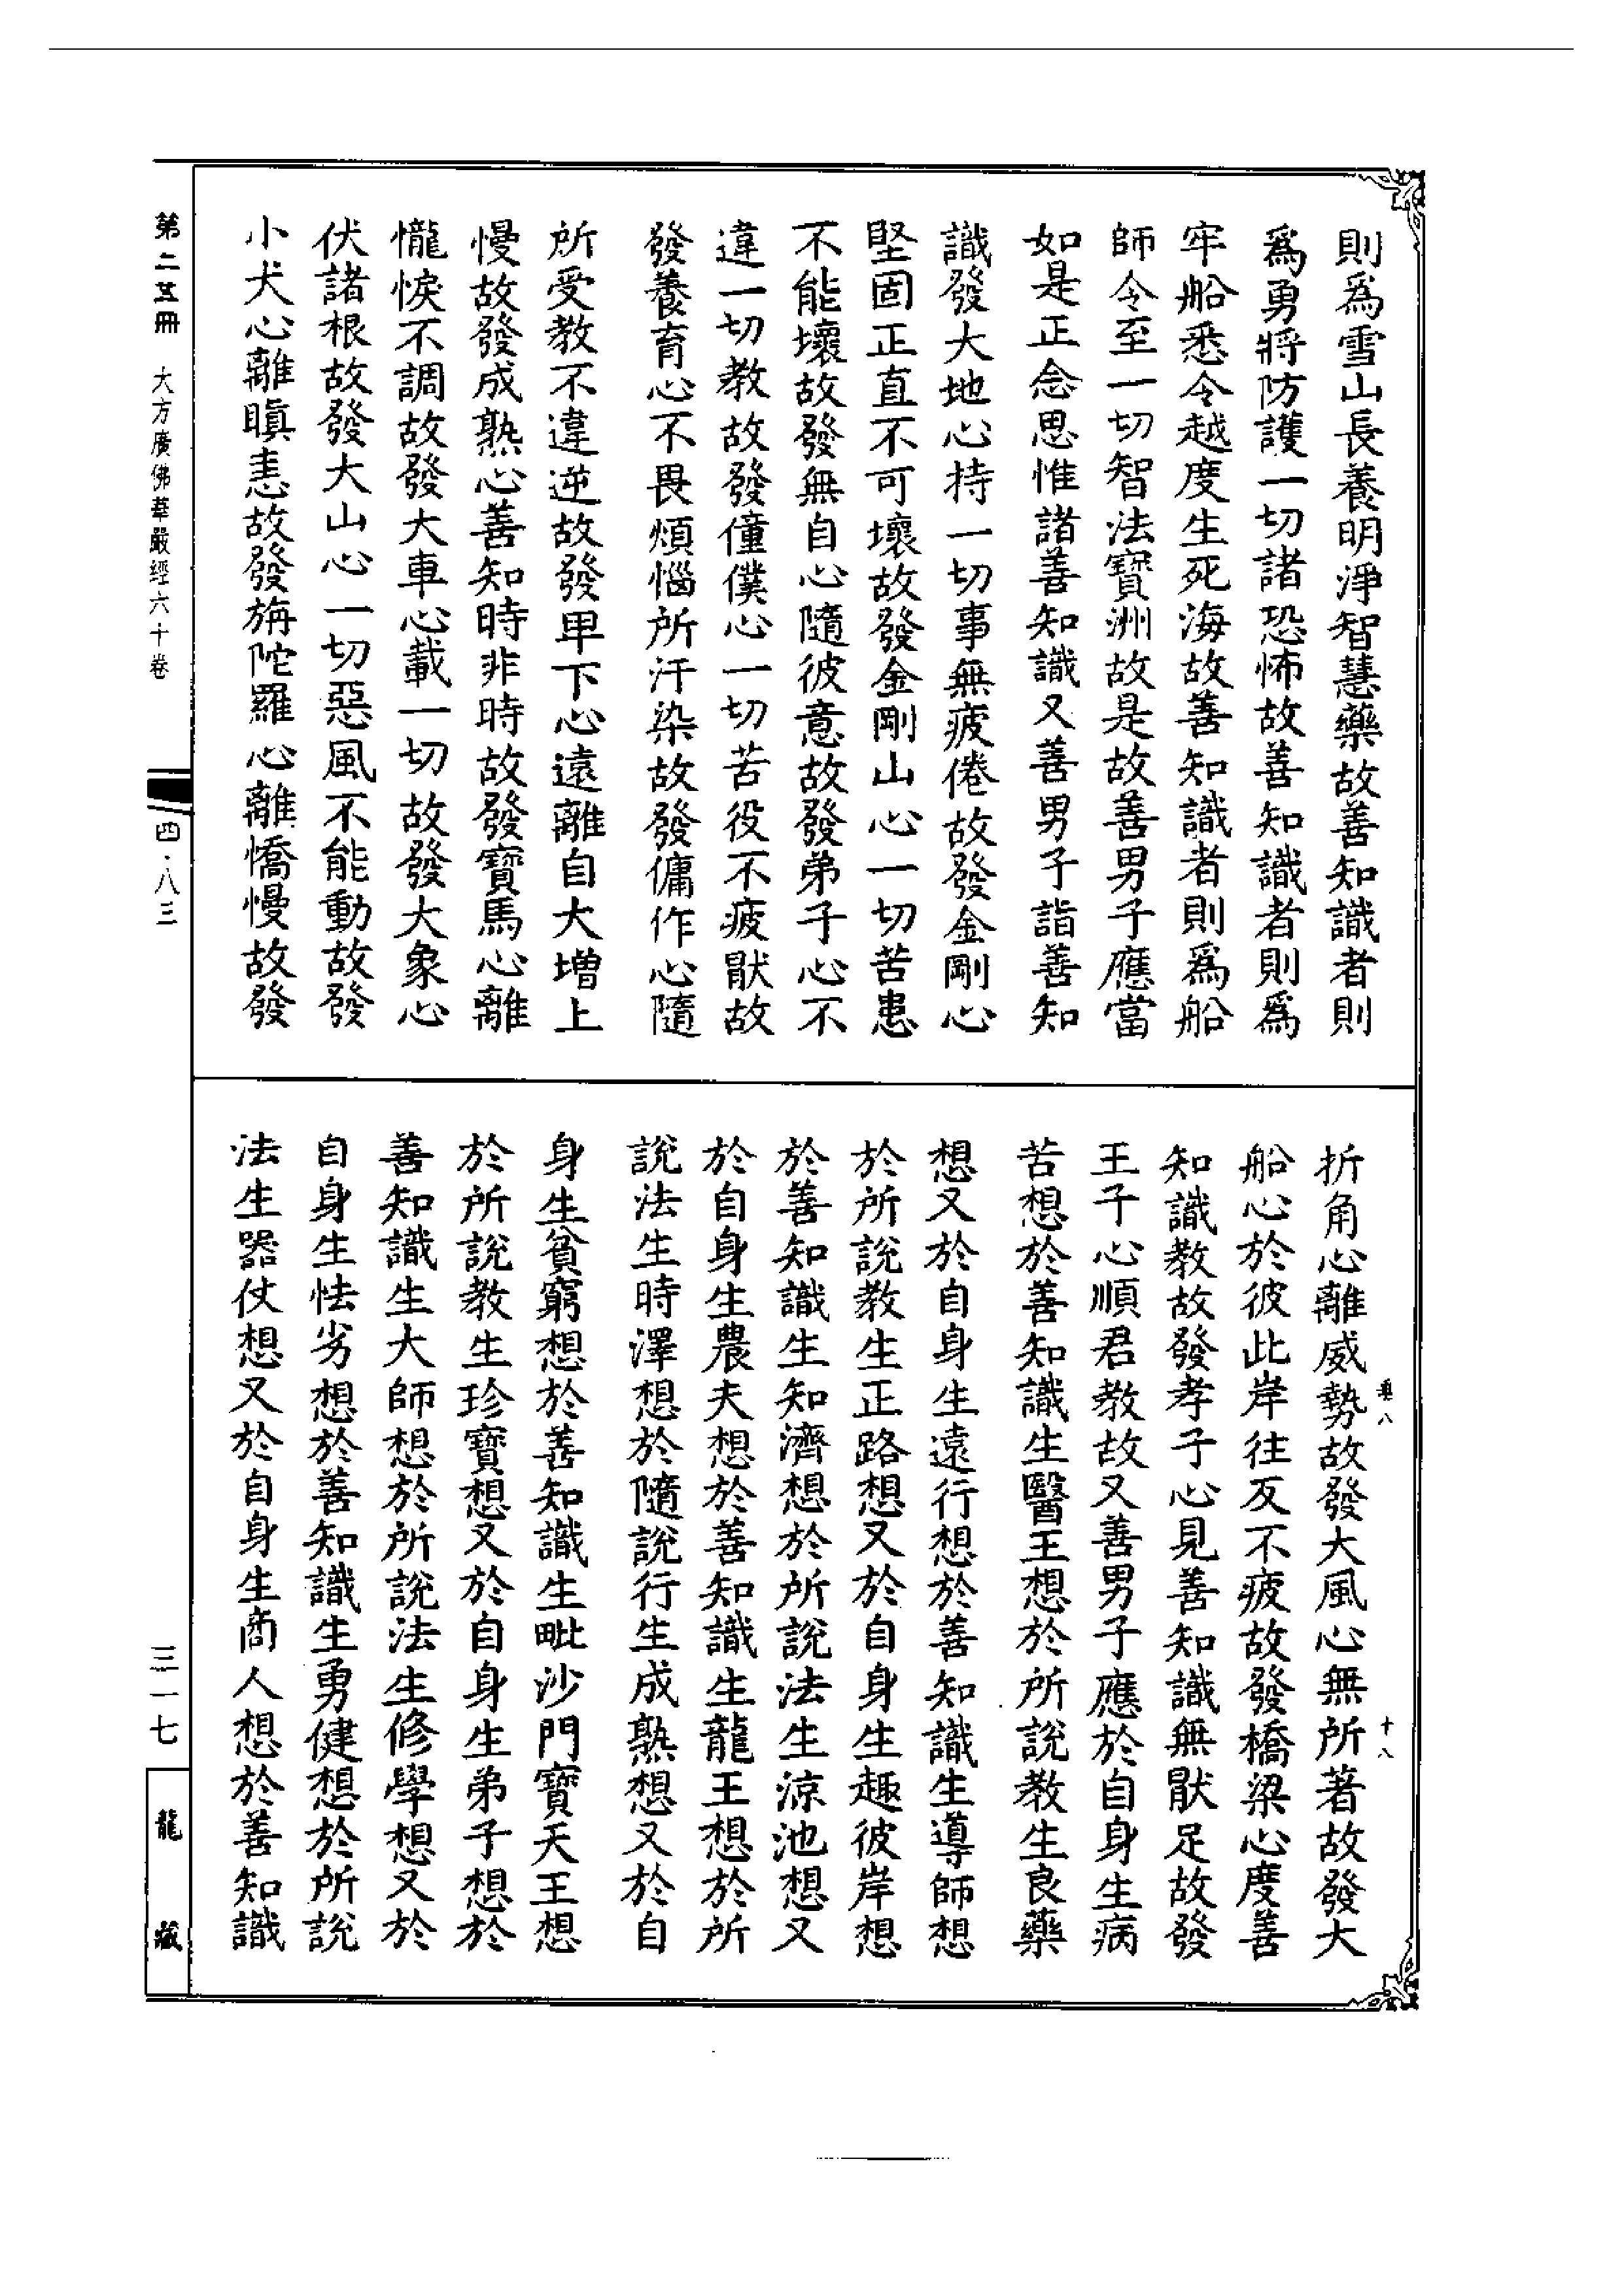 則爲雪山長養明淨智慧藥故善知識者則
爲勇將防護一切諸恐怖故善知識者則爲
牢船悉令越度生死海故善知識者則爲船
師令至一切智法寶洲故是故善男子應當
如是正念思惟諸善知識又善男子詣善知
識發大地心持一切事無疲倦故發金剛心
堅固正直不可壞故發金剛山心一切苦患
不能壞故發無自心隨彼意故發弟子心不
違一切教故發僮僕心一切苦役不疲猒故
發養育心不畏煩惱所汙染故發傭作心隨
所受教不違逆故發卑下心遠離自大增上
慢故發成熟心善知時非時故發寶馬心離
㦬悷不調故發大車心載一切故發大象心
伏諸根故發大山心一切惡風不能動故發
小犬心離瞋恚故發旃陀羅心離憍慢故發
折角心離威勢故發大風心無所著故發大
船心於彼此岸往反不疲故發橋梁心度善
知識教故發孝子心見善知識無猒足故發
王子心順君教故又善男子應於自身生病
苦想於善知識生醫王想於所說教生良藥
想又於自身生遠行想於善知識生導師想
於所說教生正路想又於自身生趣彼岸想
於善知識生知濟想於所說法生涼池想又
於自身生農夫想於善知識生龍王想於所
說法生時澤想於隨說行生成熟想又於自
身生貧窮想於善知識生毗沙門寶天王想
於所說教生珍寶想又於自身生弟子想於
善知識生大師想於所說法生修學想又於
自身生怯劣想於善知識生勇健想於所說
法生器仗想又於自身生商人想於善知識
垂八
十八
第二五冊 大方廣佛華嚴經六十卷
四·八三
三一七
龍藏